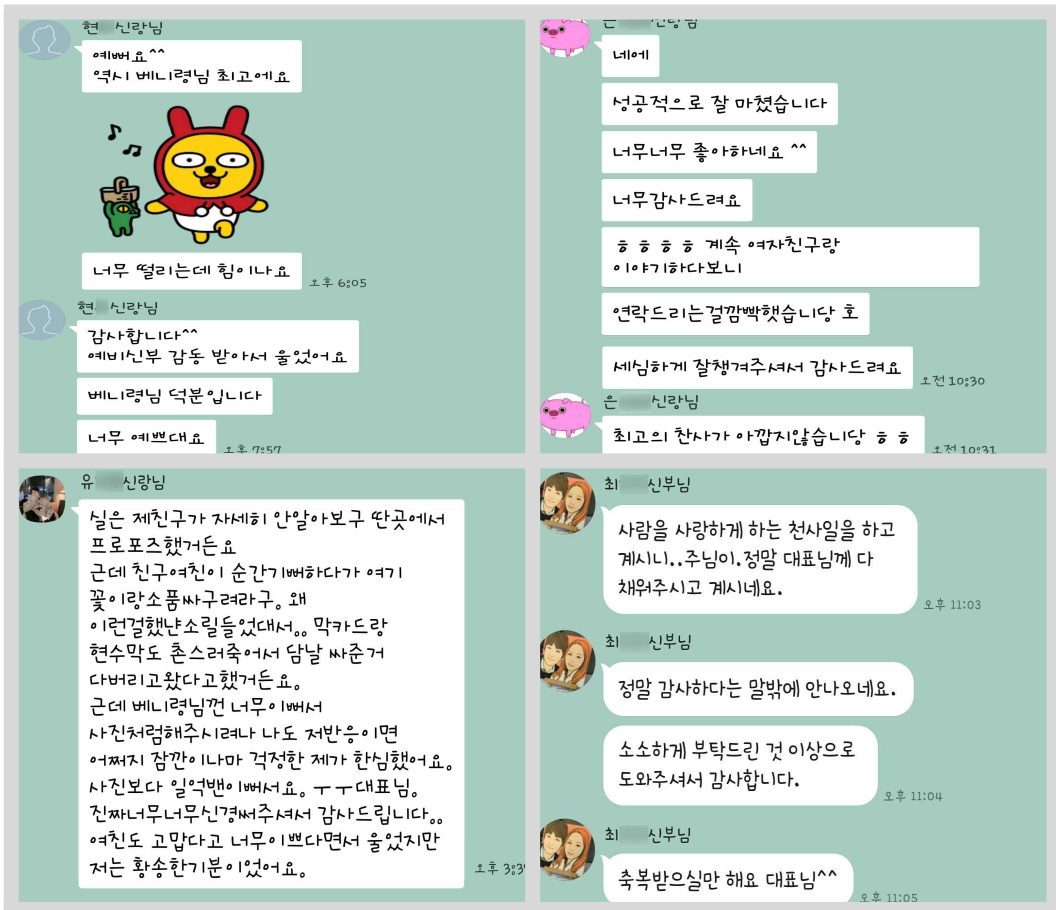 현 신랑님
예뻐요^^
역시 베니령님 최고에요
너무 떨리는데 힘이나요
오후 6:05
현 신랑님
감사합니다^^
예비신부 감동 받아서 울었어요
베니령님 덕분입니다
너무 예쁘대요
오후 7:57
은 신랑님
네에
성공적으로 잘 마쳤습니다
너무너무 좋아하네요 ^^
너무감사드려요
ㅎ ㅎ ㅎ ㅎ 계속 여자친구랑
이야기하다보니
연락드리는걸깜빡햇습니당 호
세심하게 잘챙겨주셔서 감사드려요
오전 10:30
은 신랑님
최고의 찬사가 아깝지않습니당 ㅎ ㅎ
오전 10:31
유 신랑님
실은 제친구가 자세히 안알아보구 딴곳에서
프로포즈했거든요
근데 친구여친이 순간기뻐하다가 여기
꽃이랑소품싸구려라구. 왜
이런걸했냔소릴들었대서.. 막카드랑
현수막도 촌스러죽어서 담날 싸준거
다버리고왔다고했거든요.
근데 베니령님껀 너무이뻐서
사진처럼해주시려나 나도 저반응이면
어쩌지 잠깐이나마 걱정한 제가 한심했어요.
사진보다 일억밴이뻐서요. ㅜㅜ대표님.
진짜너무너무신경써주셔서 감사드립니다..
여친도 고맙다고 너무이쁘다면서 울었지만
저는 황송한기분이었어요.
오후 3:39
최 신부님
사람을 사랑하게 하는 천사일을 하고
계시니..주님이.정말 대표님께 다
채워주시고 계시네요.
오후 11:03
최 신부님
정말 감사하다는 말밖에 안나오네요.
소소하게 부탁드린 것 이상으로
도와주셔서 감사합니다.
오후 11:04
최 신부님
축복받으실만 해요 대표님^^
오후 11:05